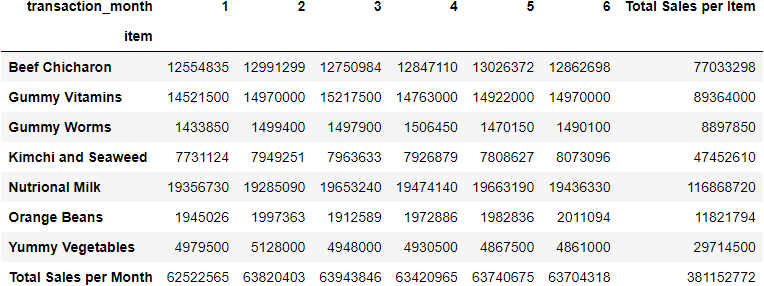 transaction_month 1 2 3 4 5 6 Total Sales per Item
item
Beef Chicharon 12554835 12991299 12750984 12847110 13026372 12862698 77033298
Gummy Vitamins 14521500 14970000 15217500 14763000 14922000 14970000 89364000
Gummy Worms 1433850 1499400 1497900 1506450 1470150 1490100 8897850
Kimchi and Seaweed 7731124 7949251 7963633 7926879 7808627 8073096 47452610
Nutrional Milk 19356730 19285090 19653240 19474140 19663190 19436330 116868720
Orange Beans 1945026 1997363 1912589 1972886 1982836 2011094 11821794
Yummy Vegetables 4979500 5128000 4948000 4930500 4867500 4861000 29714500
Total Sales per Month 62522565 63820403 63943846 63420965 63740675 63704318 381152772